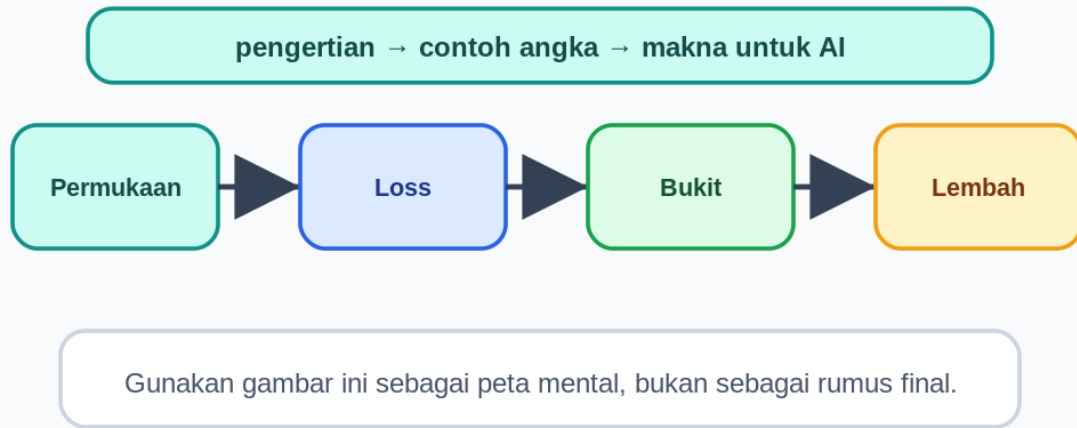 pengertian → contoh angka → makna untuk AI
Permukaan
Loss
Bukit
Lembah
Gunakan gambar ini sebagai peta mental, bukan sebagai rumus final.